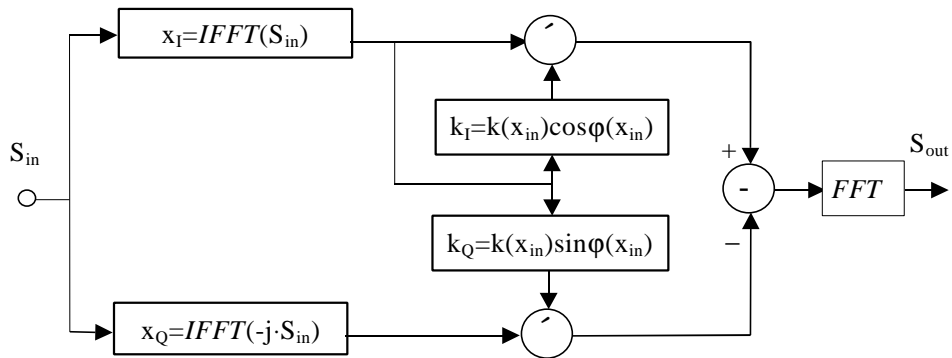 x_I=IFFT(S_in)
k_I=k(x_in)cosφ(x_in)
S_in
S_out
+
-
FFT
k_Q=k(x_in)sinφ(x_in)
−
x_Q=IFFT(-j·S_in)